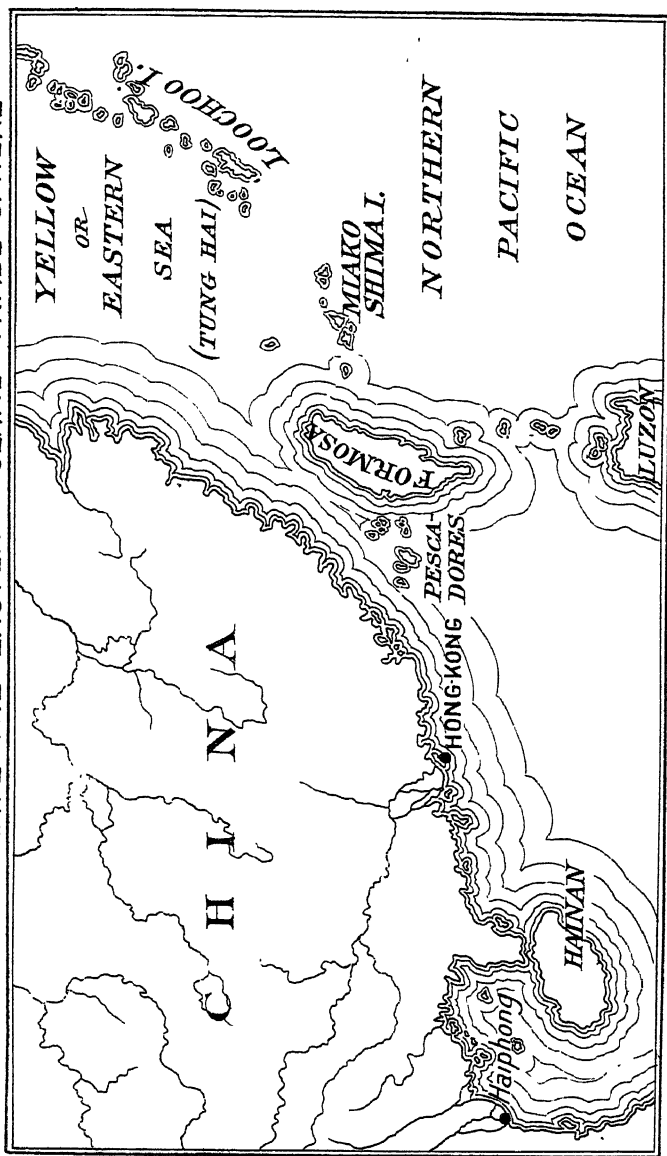 YELLOW
OR
EASTERN
SEA
(TUNG HAI)
LOOCHOO I.
CHINA
FORMOSA
MIAKO
SHIMA I.
PESCA-
DORES
NORTHERN
PACIFIC
OCEAN
HONG-KONG
HAINAN
Haiphong
LUZON